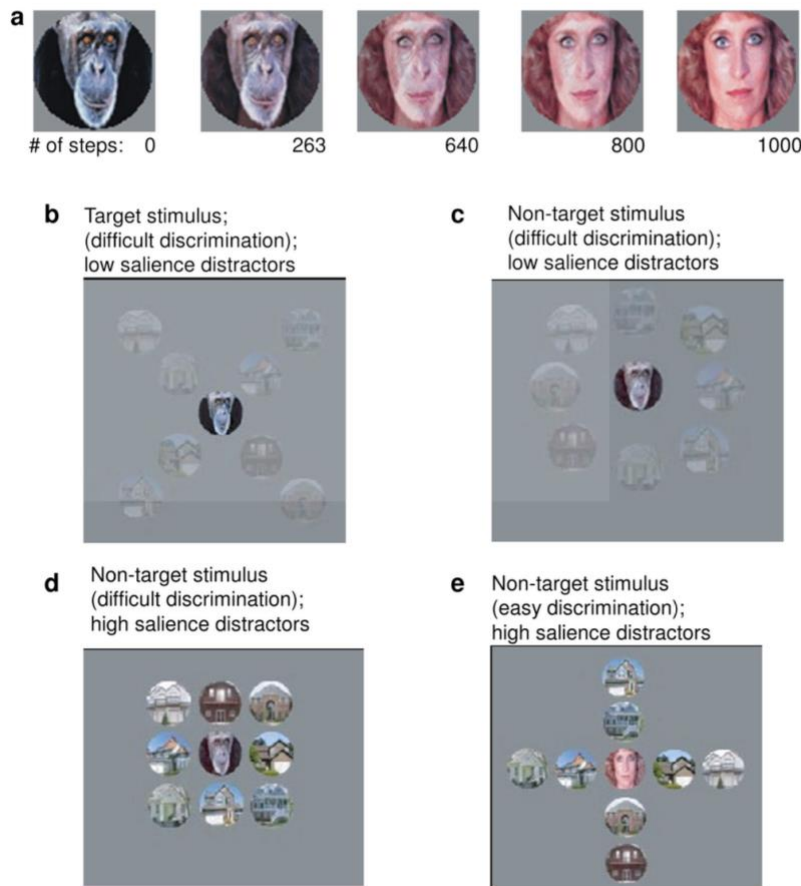 a
# of steps: 0 263 640 800 1000
b
Target stimulus;
(difficult discrimination);
low salience distractors
c
Non-target stimulus
(difficult discrimination);
low salience distractors
d
Non-target stimulus
(difficult discrimination);
high salience distractors
e
Non-target stimulus
(easy discrimination);
high salience distractors